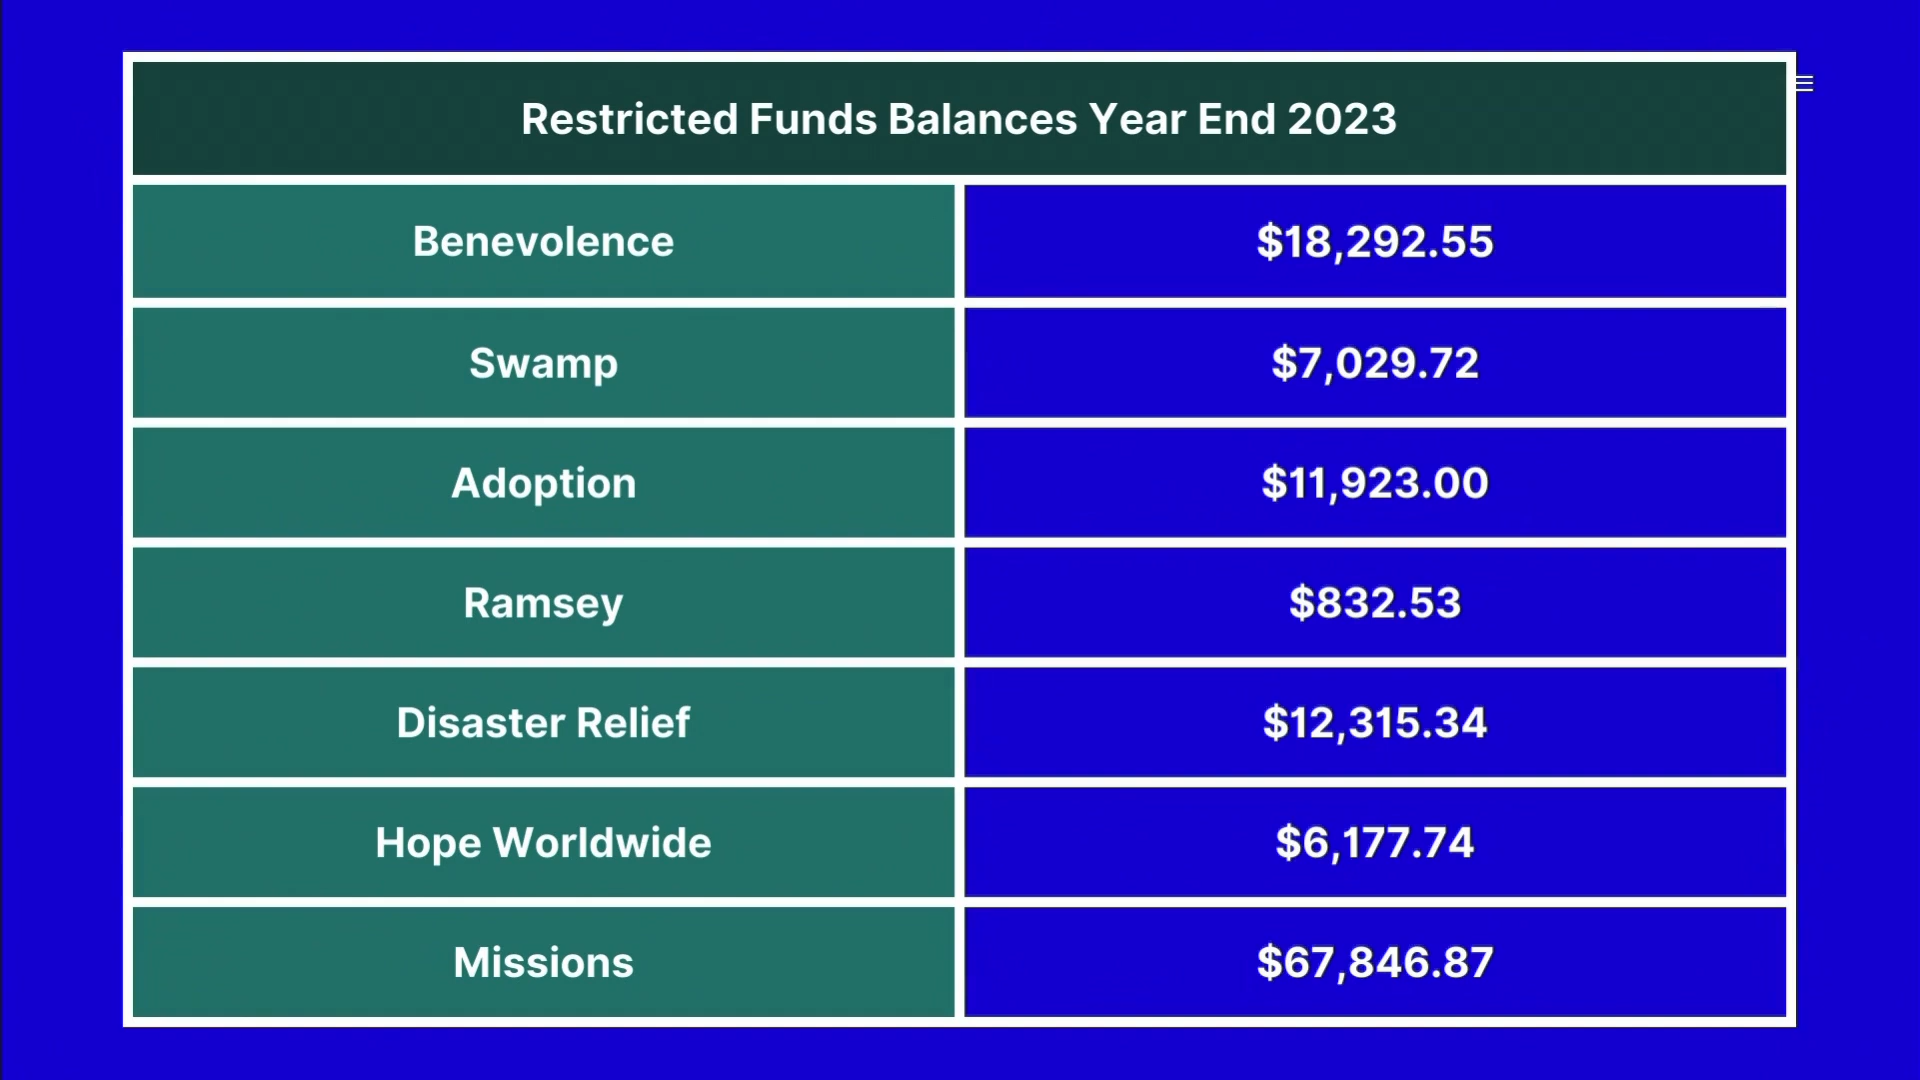 Restricted Funds Balances Year End 2023
Benevolence $18,292.55
Swamp $7,029.72
Adoption $11,923.00
Ramsey $832.53
Disaster Relief $12,315.34
Hope Worldwide $6,177.74
Missions $67,846.87